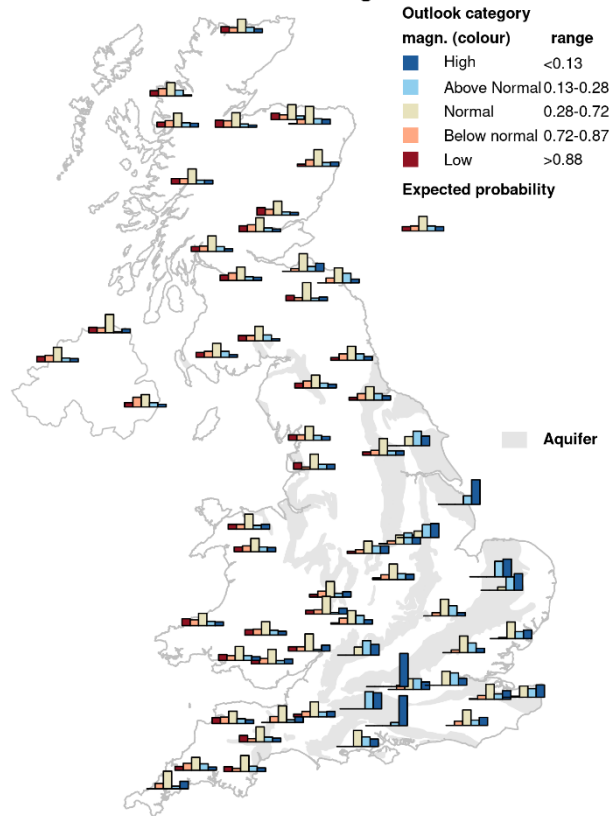 Outlook category
magn. (colour) range
High <0.13
Above Normal 0.13-0.28
Normal 0.28-0.72
Below normal 0.72-0.87
Low >0.88
Expected probability
Aquifer